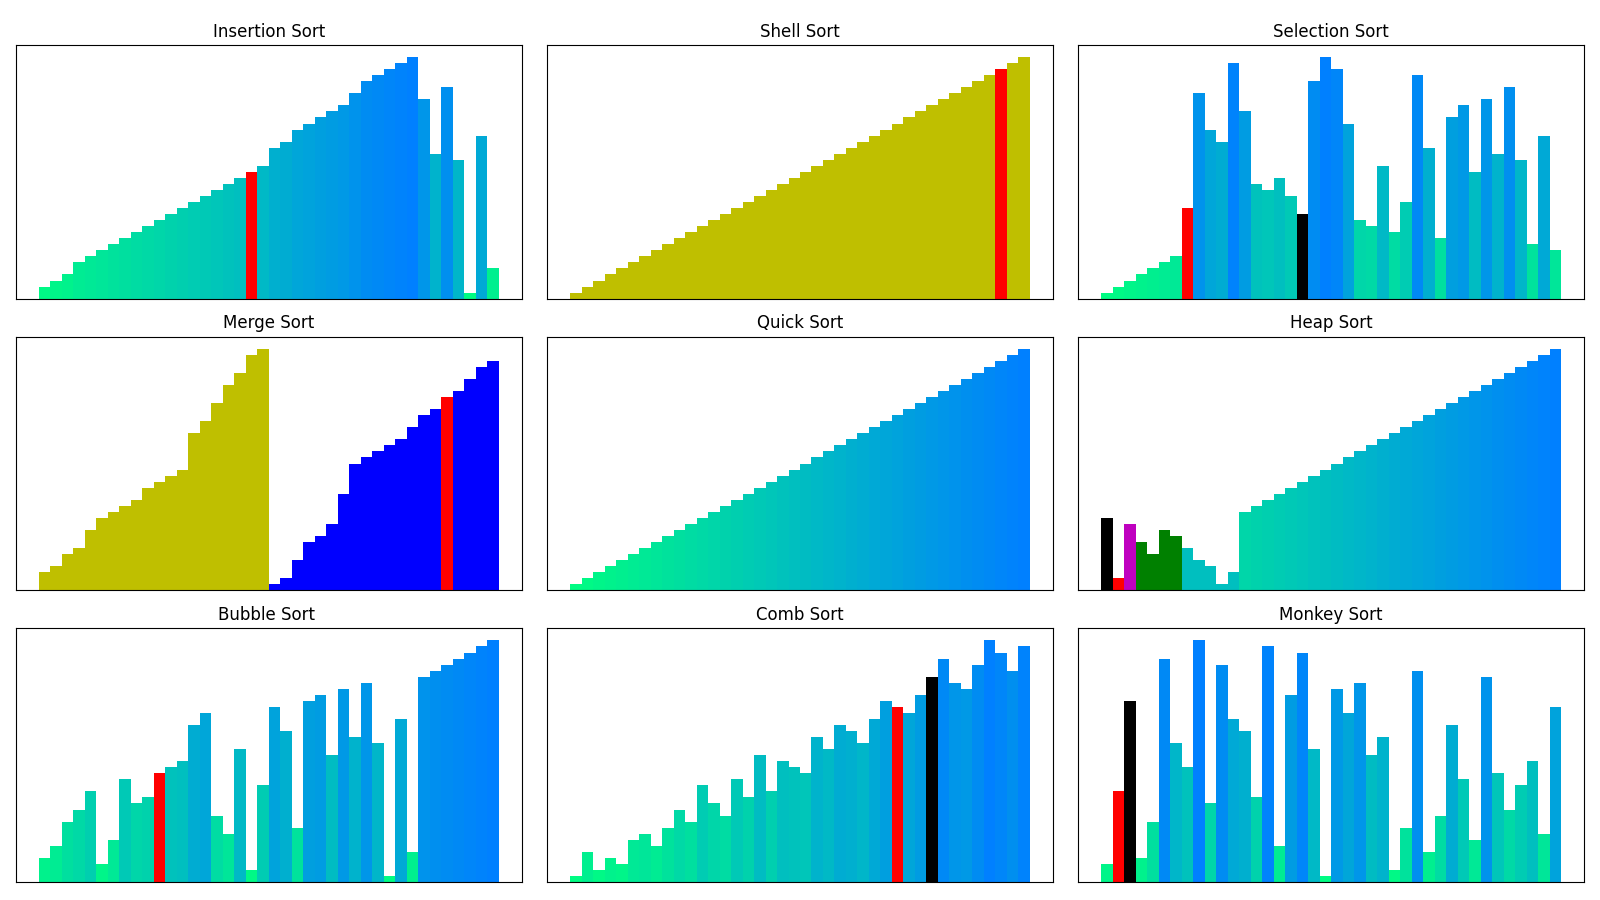 Insertion Sort
Shell Sort
Selection Sort
Merge Sort
Quick Sort
Heap Sort
Bubble Sort
Comb Sort
Monkey Sort